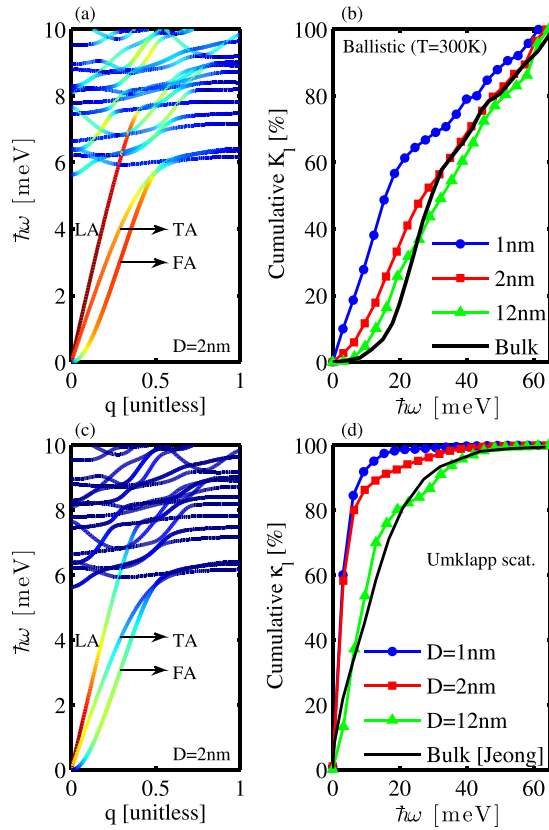 (a)
10
8
6
4
2
0
ħω [meV]
LA
TA
FA
D=2nm
0 0.5 1
q [unitless]
(b)
100
80
60
40
20
0
Cumulative K_l [%]
Ballistic (T=300K)
1nm
2nm
12nm
Bulk
0 20 40 60
ħω [meV]
(c)
10
8
6
4
2
0
ħω [meV]
LA
TA
FA
D=2nm
0 0.5 1
q [unitless]
(d)
100
80
60
40
20
0
Cumulative κ_l [%]
Umklapp scat.
D=1nm
D=2nm
D=12nm
Bulk [Jeong]
0 20 40 60
ħω [meV]